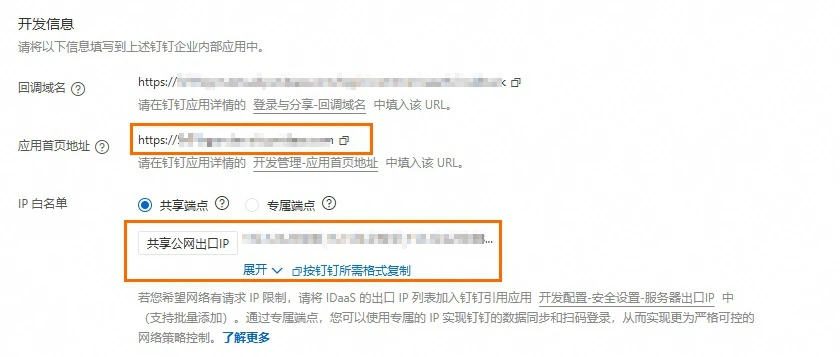 开发信息
请将以下信息填写到上述钉钉企业内部应用中。
回调域名
https://
请在钉钉应用详情的 登录与分享-回调域名 中填入该 URL。
应用首页地址
https://
请在钉钉应用详情的 开发管理-应用首页地址 中填入该 URL。
IP 白名单
共享端点 专属端点
共享公网出口IP
展开 按钉钉所需格式复制
若您希望网络有请求 IP 限制，请将 IDaaS 的出口 IP 列表加入钉钉引用应用 开发配置-安全设置-服务器出口IP 中
（支持批量添加）。通过专属端点，您可以使用专属的 IP 实现钉钉的数据同步和扫码登录，从而实现更为严格可控的
网络策略控制。了解更多